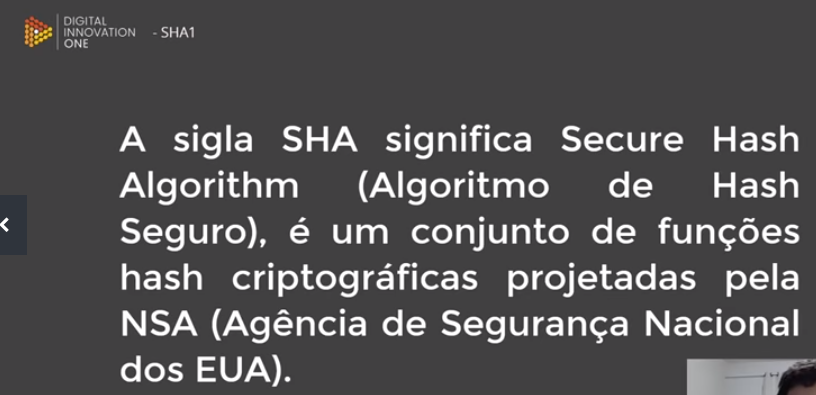 DIGITAL
INNOVATION
ONE
- SHA1
A sigla SHA significa Secure Hash
Algorithm (Algoritmo de Hash
Seguro), é um conjunto de funções
hash criptográficas projetadas pela
NSA (Agência de Segurança Nacional
dos EUA).